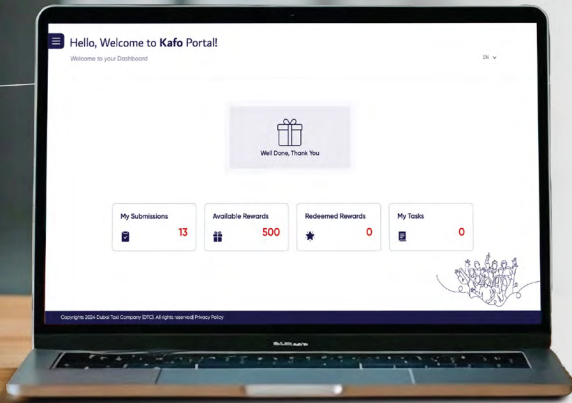 Hello, Welcome to Kafo Portal!
Welcome to your Dashboard
EN
Well Done, Thank You
My Submissions
13
Available Rewards
500
Redeemed Rewards
0
My Tasks
0
Copyrights 2024 Dubai Taxi Company (DTC). All rights reserved| Privacy Policy